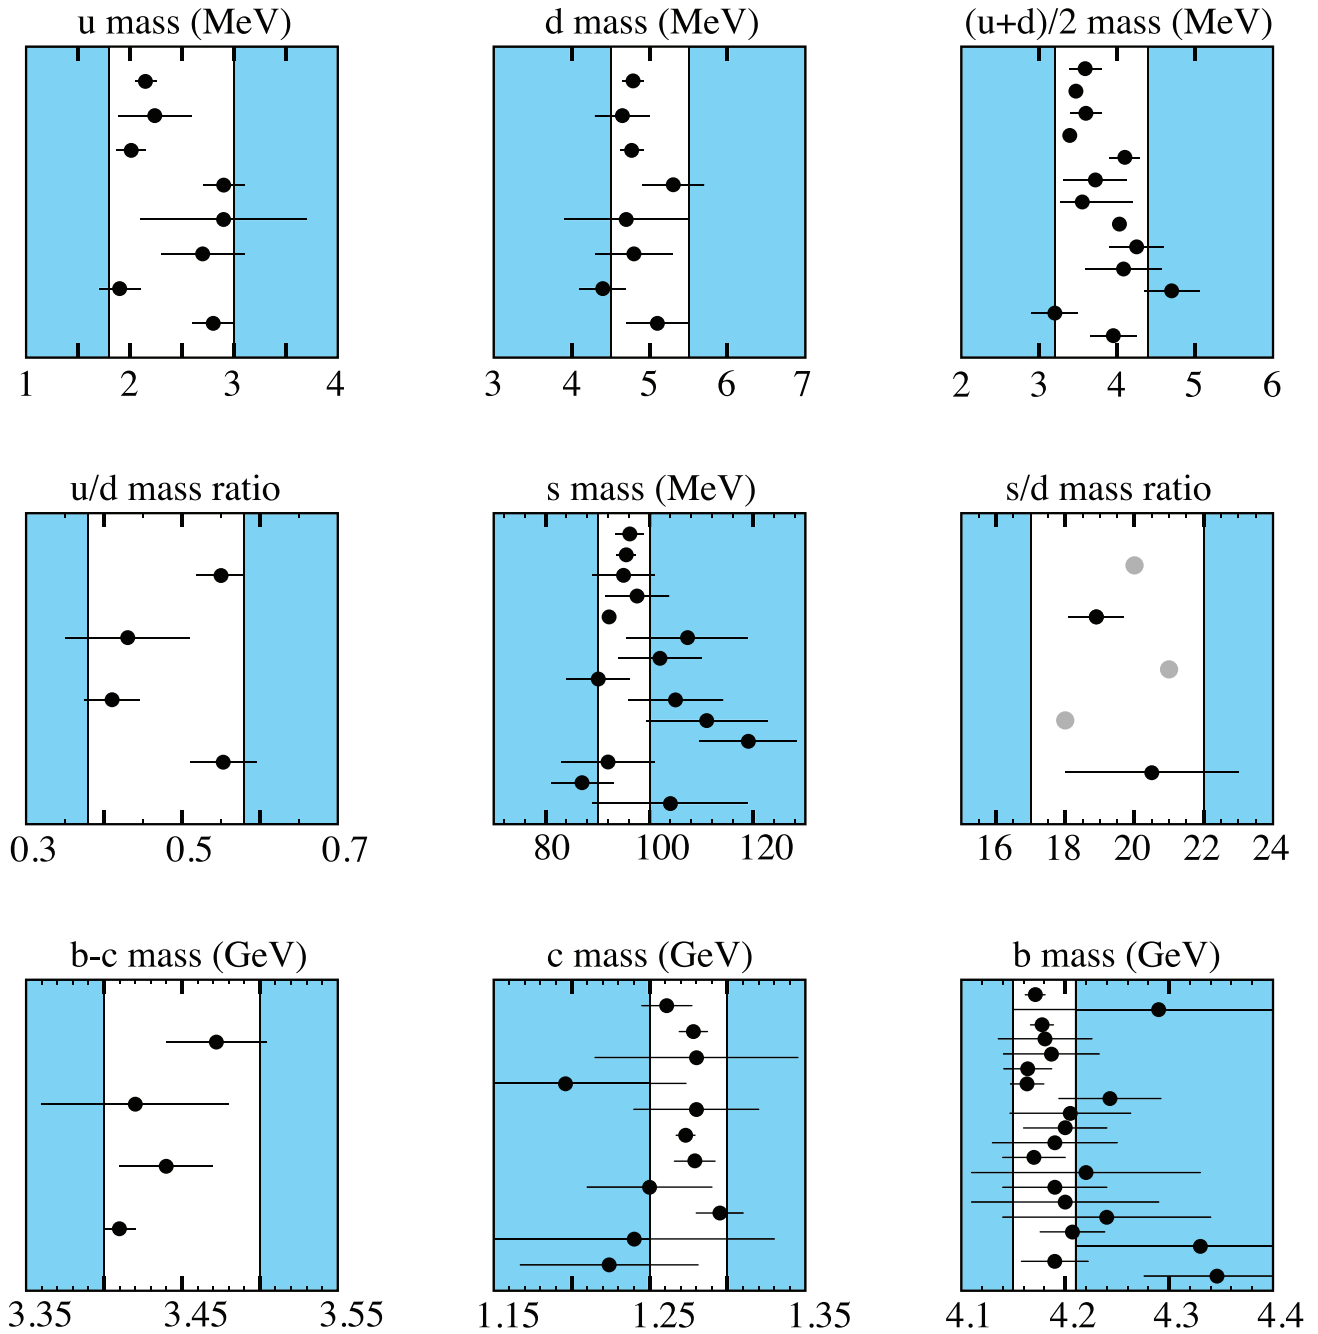 u mass (MeV)
d mass (MeV)
(u+d)/2 mass (MeV)
1 2 3 4
3 4 5 6 7
2 3 4 5 6
u/d mass ratio
s mass (MeV)
s/d mass ratio
0.3 0.5 0.7
80 100 120
16 18 20 22 24
b-c mass (GeV)
c mass (GeV)
b mass (GeV)
3.35 3.45 3.55
1.15 1.25 1.35
4.1 4.2 4.3 4.4